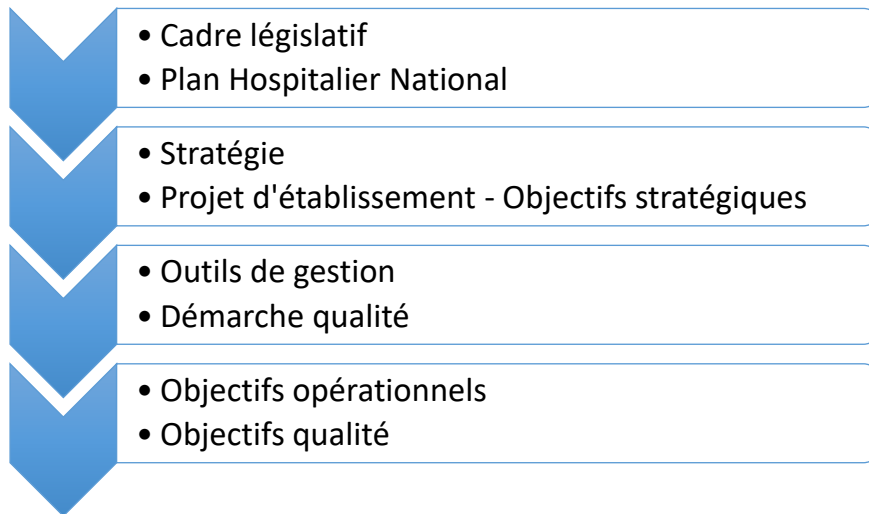 • Cadre législatif
• Plan Hospitalier National
• Stratégie
• Projet d'établissement - Objectifs stratégiques
• Outils de gestion
• Démarche qualité
• Objectifs opérationnels
• Objectifs qualité